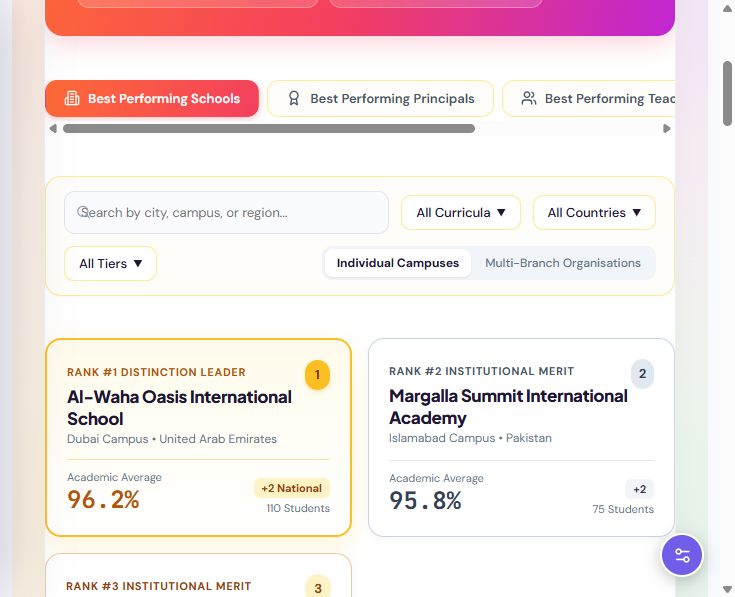 Best Performing Schools
Best Performing Principals
Best Performing Teac
Search by city, campus, or region...
All Curricula ▼
All Countries ▼
All Tiers ▼
Individual Campuses
Multi-Branch Organisations
RANK #1 DISTINCTION LEADER
1
Al-Waha Oasis International
School
Dubai Campus • United Arab Emirates
Academic Average
96.2%
+2 National
110 Students
RANK #2 INSTITUTIONAL MERIT
2
Margalla Summit International
Academy
Islamabad Campus • Pakistan
Academic Average
95.8%
+2
75 Students
RANK #3 INSTITUTIONAL MERIT
3